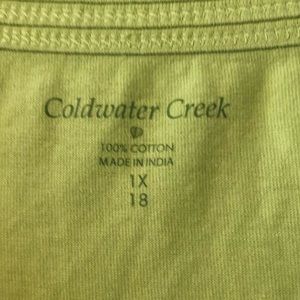 Coldwater Creek
100% COTTON
MADE IN INDIA
1X
18